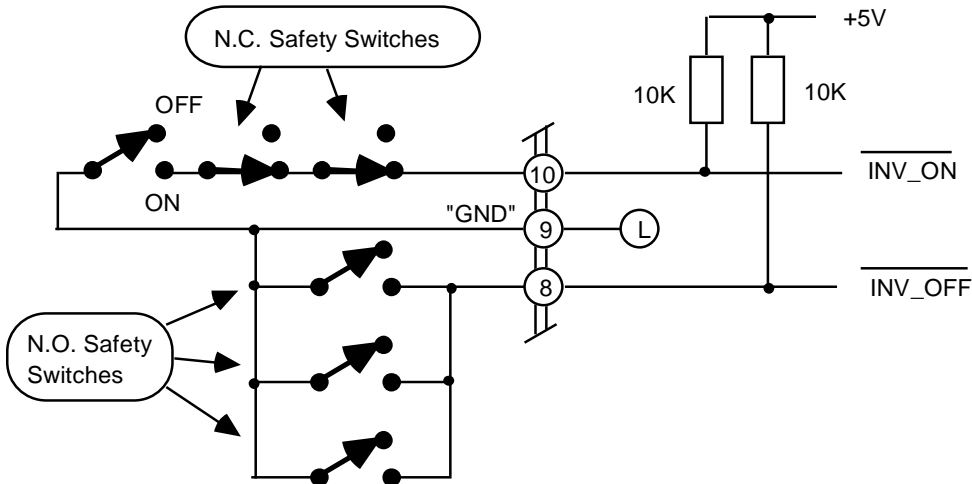 N.C. Safety Switches
+5V
OFF
10K
10K
ON
10
INV_ON
"GND"
9
L
8
INV_OFF
N.O. Safety
Switches